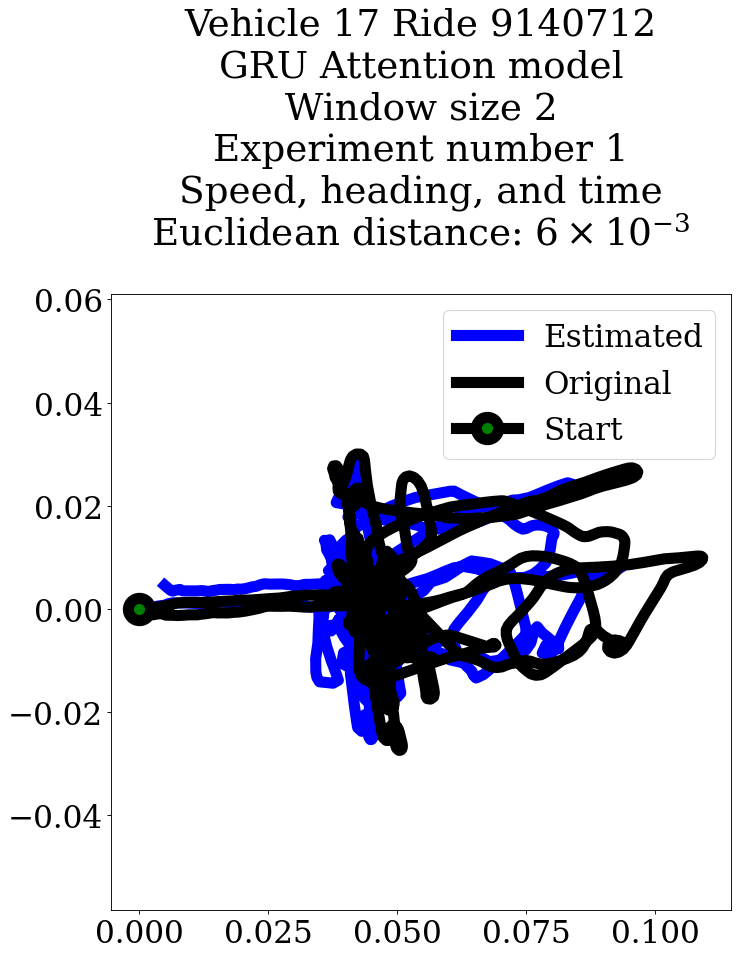 Vehicle 17 Ride 9140712
GRU Attention model
Window size 2
Experiment number 1
Speed, heading, and time
Euclidean distance: 6 × 10⁻³
0.06
Estimated
Original
Start
0.04
0.02
0.00
−0.02
−0.04
0.000 0.025 0.050 0.075 0.100